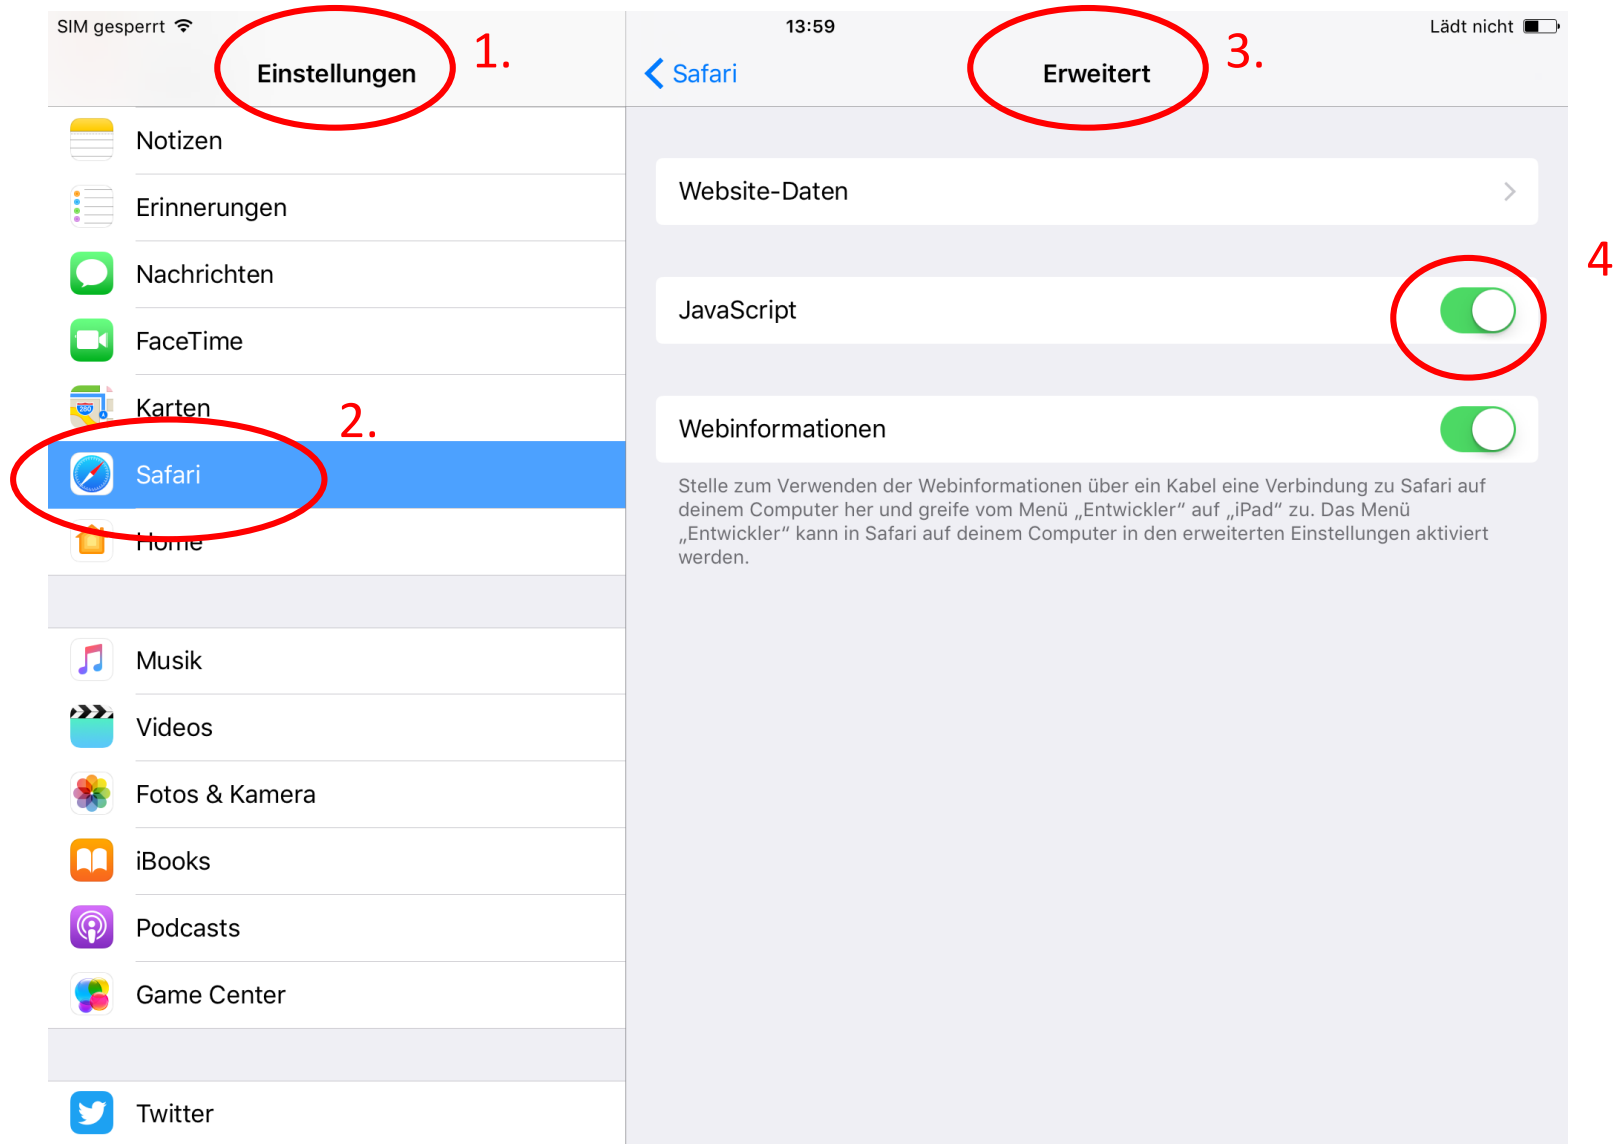 SIM gesperrt
13:59
Lädt nicht
Einstellungen
1.
Safari
Erweitert
3.
Notizen
Erinnerungen
Nachrichten
FaceTime
Karten
2.
Safari
Home
Musik
Videos
Fotos & Kamera
iBooks
Podcasts
Game Center
Twitter
Website-Daten
JavaScript
4
Webinformationen
Stelle zum Verwenden der Webinformationen über ein Kabel eine Verbindung zu Safari auf
deinem Computer her und greife vom Menü „Entwickler“ auf „iPad“ zu. Das Menü
„Entwickler“ kann in Safari auf deinem Computer in den erweiterten Einstellungen aktiviert
werden.